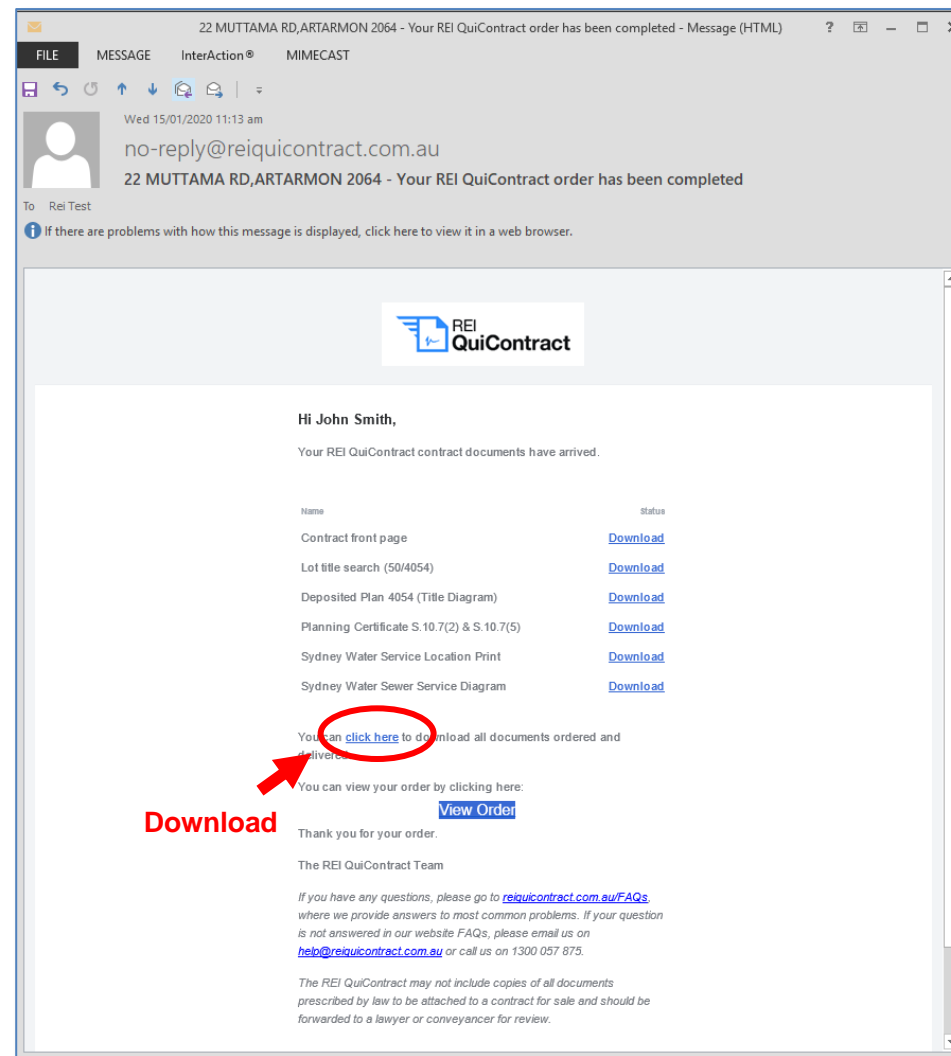 22 MUTTAMA RD,ARTARMON 2064 - Your REI QuiContract order has been completed - Message (HTML)
FILE MESSAGE InterAction® MIMECAST
Wed 15/01/2020 11:13 am
no-reply@reiquicontract.com.au
22 MUTTAMA RD,ARTARMON 2064 - Your REI QuiContract order has been completed
To Rei Test
If there are problems with how this message is displayed, click here to view it in a web browser.
REI
QuiContract
Hi John Smith,
Your REI QuiContract contract documents have arrived.
Name Status
Contract front page Download
Lot title search (50/4054) Download
Deposited Plan 4054 (Title Diagram) Download
Planning Certificate S.10.7(2) & S.10.7(5) Download
Sydney Water Service Location Print Download
Sydney Water Sewer Service Diagram Download
You can click here to download all documents ordered and
delivered
You can view your order by clicking here:
Download
View Order
Thank you for your order.
The REI QuiContract Team
If you have any questions, please go to reiquicontract.com.au/FAQs,
where we provide answers to most common problems. If your question
is not answered in our website FAQs, please email us on
help@reiquicontract.com.au or call us on 1300 057 875.
The REI QuiContract may not include copies of all documents
prescribed by law to be attached to a contract for sale and should be
forwarded to a lawyer or conveyancer for review.